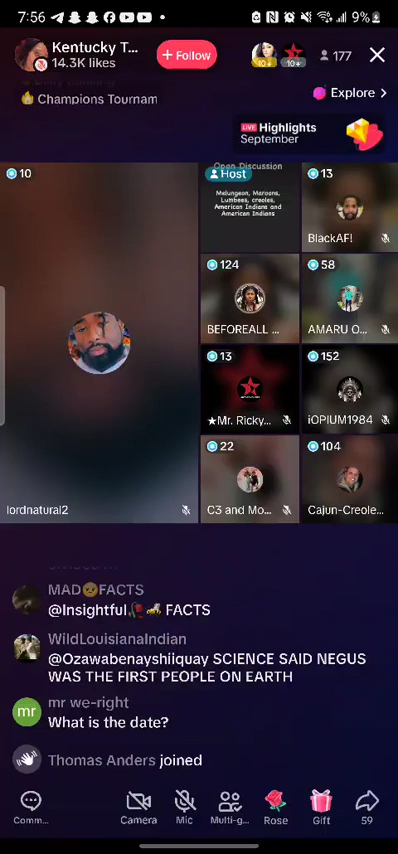 7:56
9%
Kentucky T...
14.3K likes
+ Follow
10+
10+
177
Champions Tournam
Explore >
LIVE Highlights
September
10
Open Discussion
Host
Melungeon, Maroons,
Lumbees, creoles,
American Indians and
American Indians
13
BlackAF!
124
BEFOREALL ...
58
AMARU O...
13
★Mr. Ricky...
152
iOPIUM1984
lordnatural2
22
C3 and Mo...
104
Cajun-Creole...
MAD🥺FACTS
@Insightful🥀 FACTS
WildLouisianaIndian
@Ozawabenayshiiquay SCIENCE SAID NEGUS
WAS THE FIRST PEOPLE ON EARTH
mr
mr we-right
What is the date?
Thomas Anders joined
Comm...
Camera
Mic
Multi-g...
Rose
Gift
59